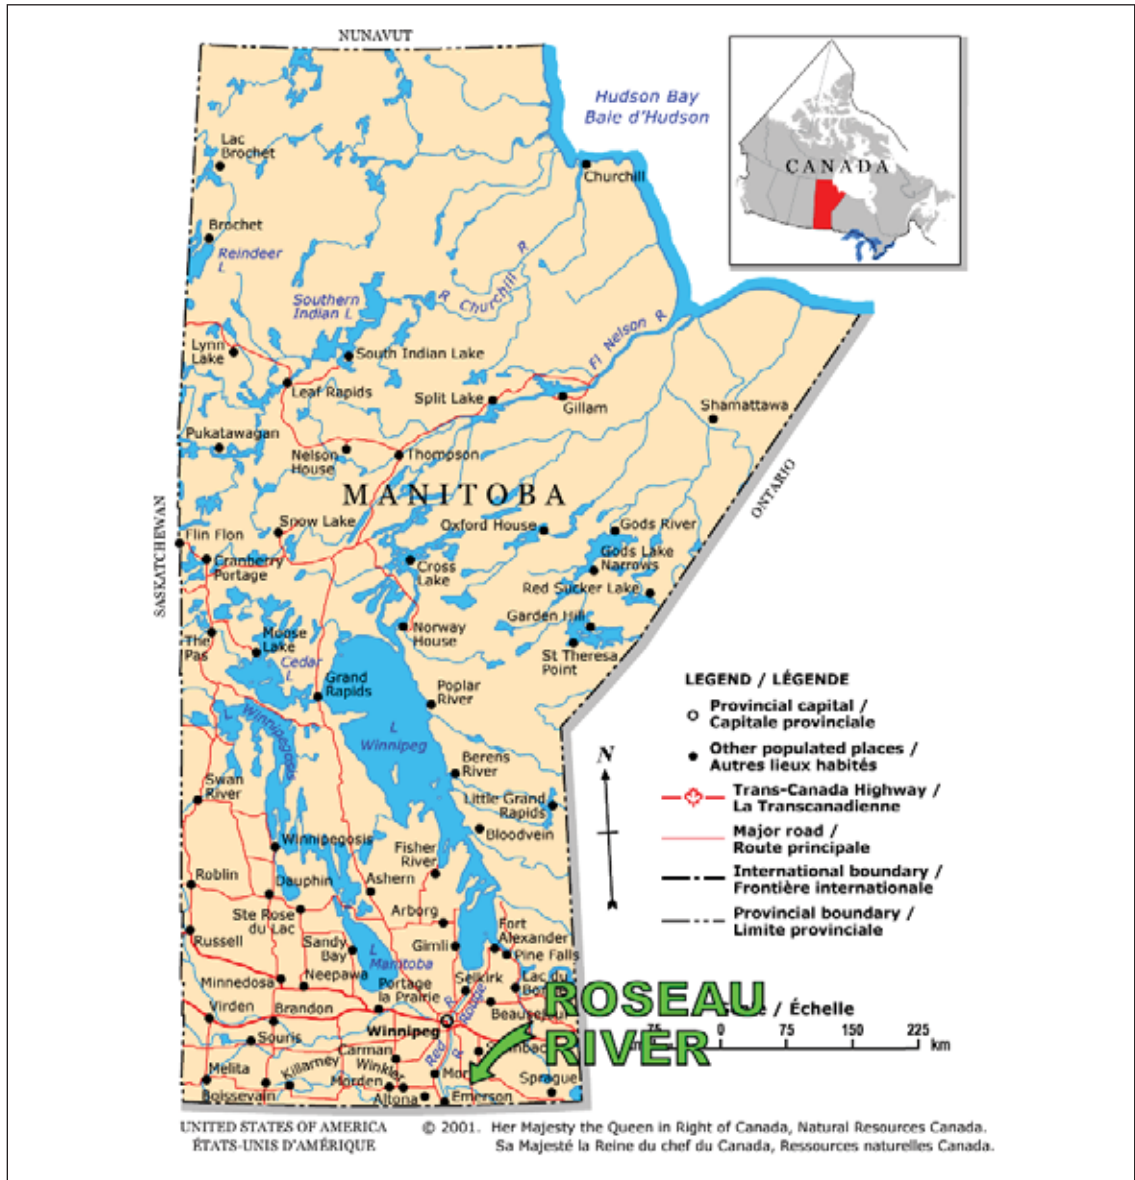 NUNAVUT
Hudson Bay
Baie d'Hudson
CANADA
Lac
Brochet
Churchill
Brochet
Reindeer
L
R Churchill R
Southern
Indian L
Fl Nelson R
Lynn
Lake
South Indian Lake
Leaf Rapids
Split Lake
Gillam
Shamattawa
Pukatawagan
Nelson
House
Thompson
MANITOBA
ONTARIO
SASKATCHEWAN
Snow Lake
Oxford House
Gods River
Flin Flon
Cranberry
Portage
Cross
Lake
Gods Lake
Narrows
Red Sucker Lake
Garden Hill
The
Pas
Moose
Lake
Norway
House
St Theresa
Point
Cedar
L
Grand
Rapids
Poplar
River
L Winnipegosis
L
Winnipeg
Berens
River
Swan
River
Little Grand
Rapids
Bloodvein
Winnipegosis
Fisher
River
Roblin
Dauphin
Ashern
Ste Rose
du Lac
Arborg
Fort
Alexander
Russell
Sandy
Bay
Gimli
Pine Falls
L
Manitoba
Minnedosa
Neepawa
Portage
la Prairie
Selkirk
Lac du
R Rouge
Virden
Brandon
Winnipeg
Souris
Carman
Red R
Melita
Killarney
Winkler
Morden
Sprague
Boissevain
Altona
Emerson
ROSEAU
RIVER
LEGEND / LÉGENDE
Provincial capital /
Capitale provinciale
Other populated places /
Autres lieux habités
Trans-Canada Highway /
La Transcanadienne
Major road /
Route principale
International boundary /
Frontière internationale
Provincial boundary /
Limite provinciale
N
/ Échelle
75 0 75 150 225
km
UNITED STATES OF AMERICA
ÉTATS-UNIS D'AMÉRIQUE
© 2001. Her Majesty the Queen in Right of Canada, Natural Resources Canada.
Sa Majesté la Reine du chef du Canada, Ressources naturelles Canada.